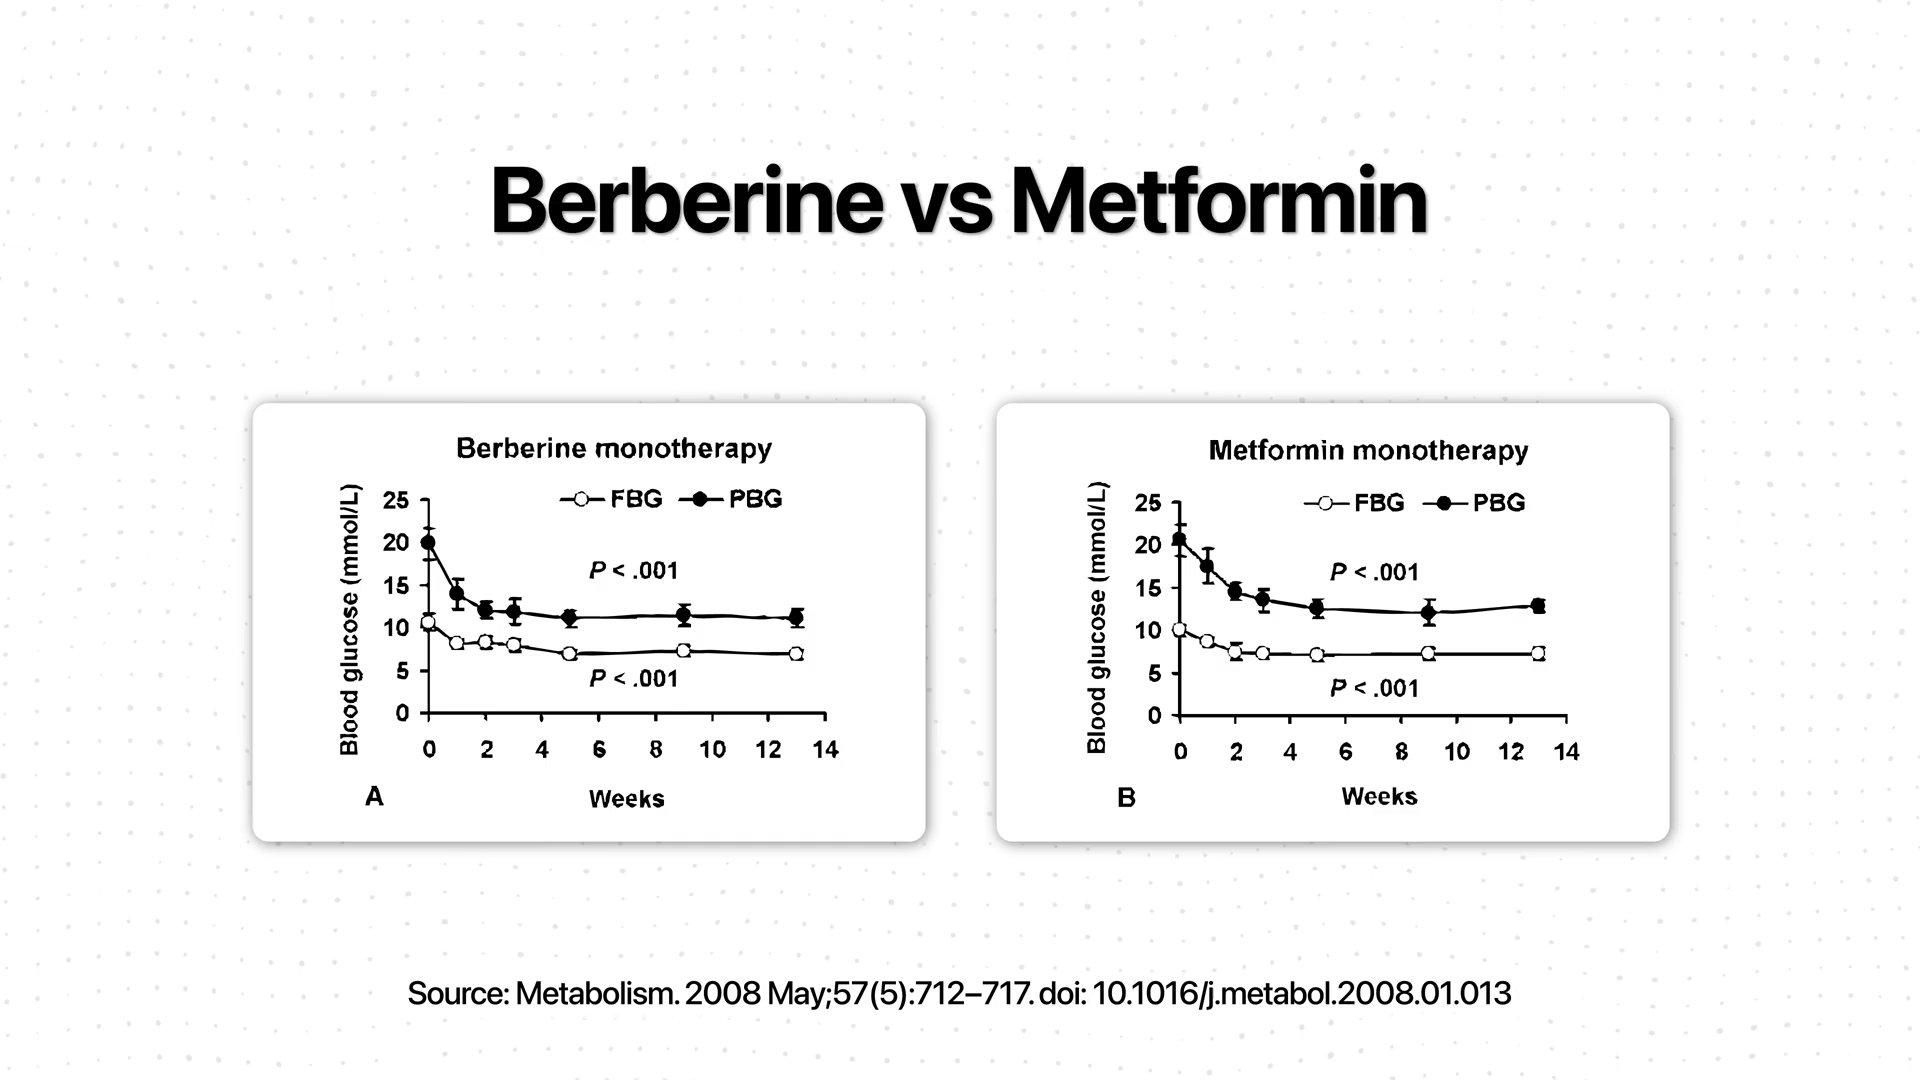 Berberine vs Metformin
Berberine monotherapy
FBG PBG
Blood glucose (mmol/L)
25
20
15
10
5
0
P < .001
P < .001
0 2 4 6 8 10 12 14
A
Weeks
Metformin monotherapy
FBG PBG
Blood glucose (mmol/L)
25
20
15
10
5
0
P < .001
P < .001
0 2 4 6 8 10 12 14
B
Weeks
Source: Metabolism. 2008 May;57(5):712–717. doi: 10.1016/j.metabol.2008.01.013